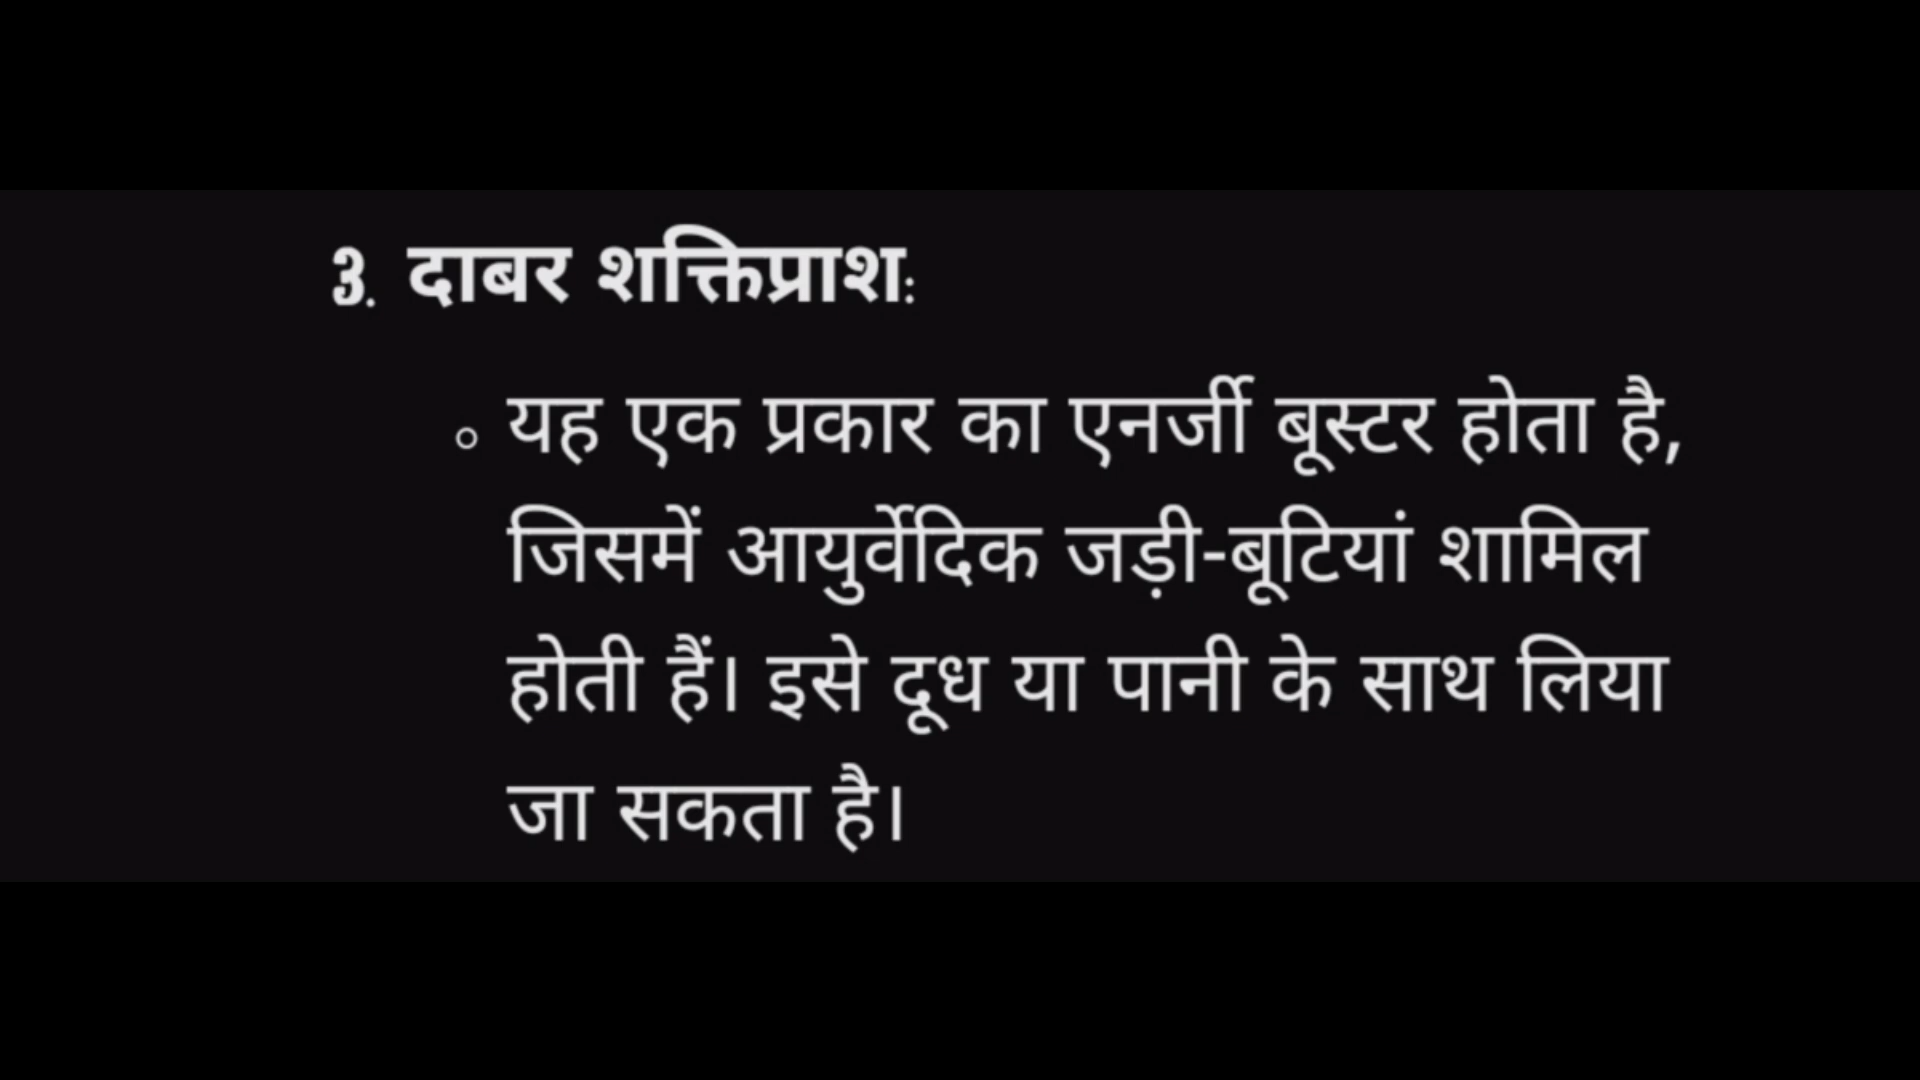 3. दाबर शक्तिप्राश:
◦ यह एक प्रकार का एनर्जी बूस्टर होता है,
जिसमें आयुर्वेदिक जड़ी-बूटियां शामिल
होती हैं। इसे दूध या पानी के साथ लिया
जा सकता है।